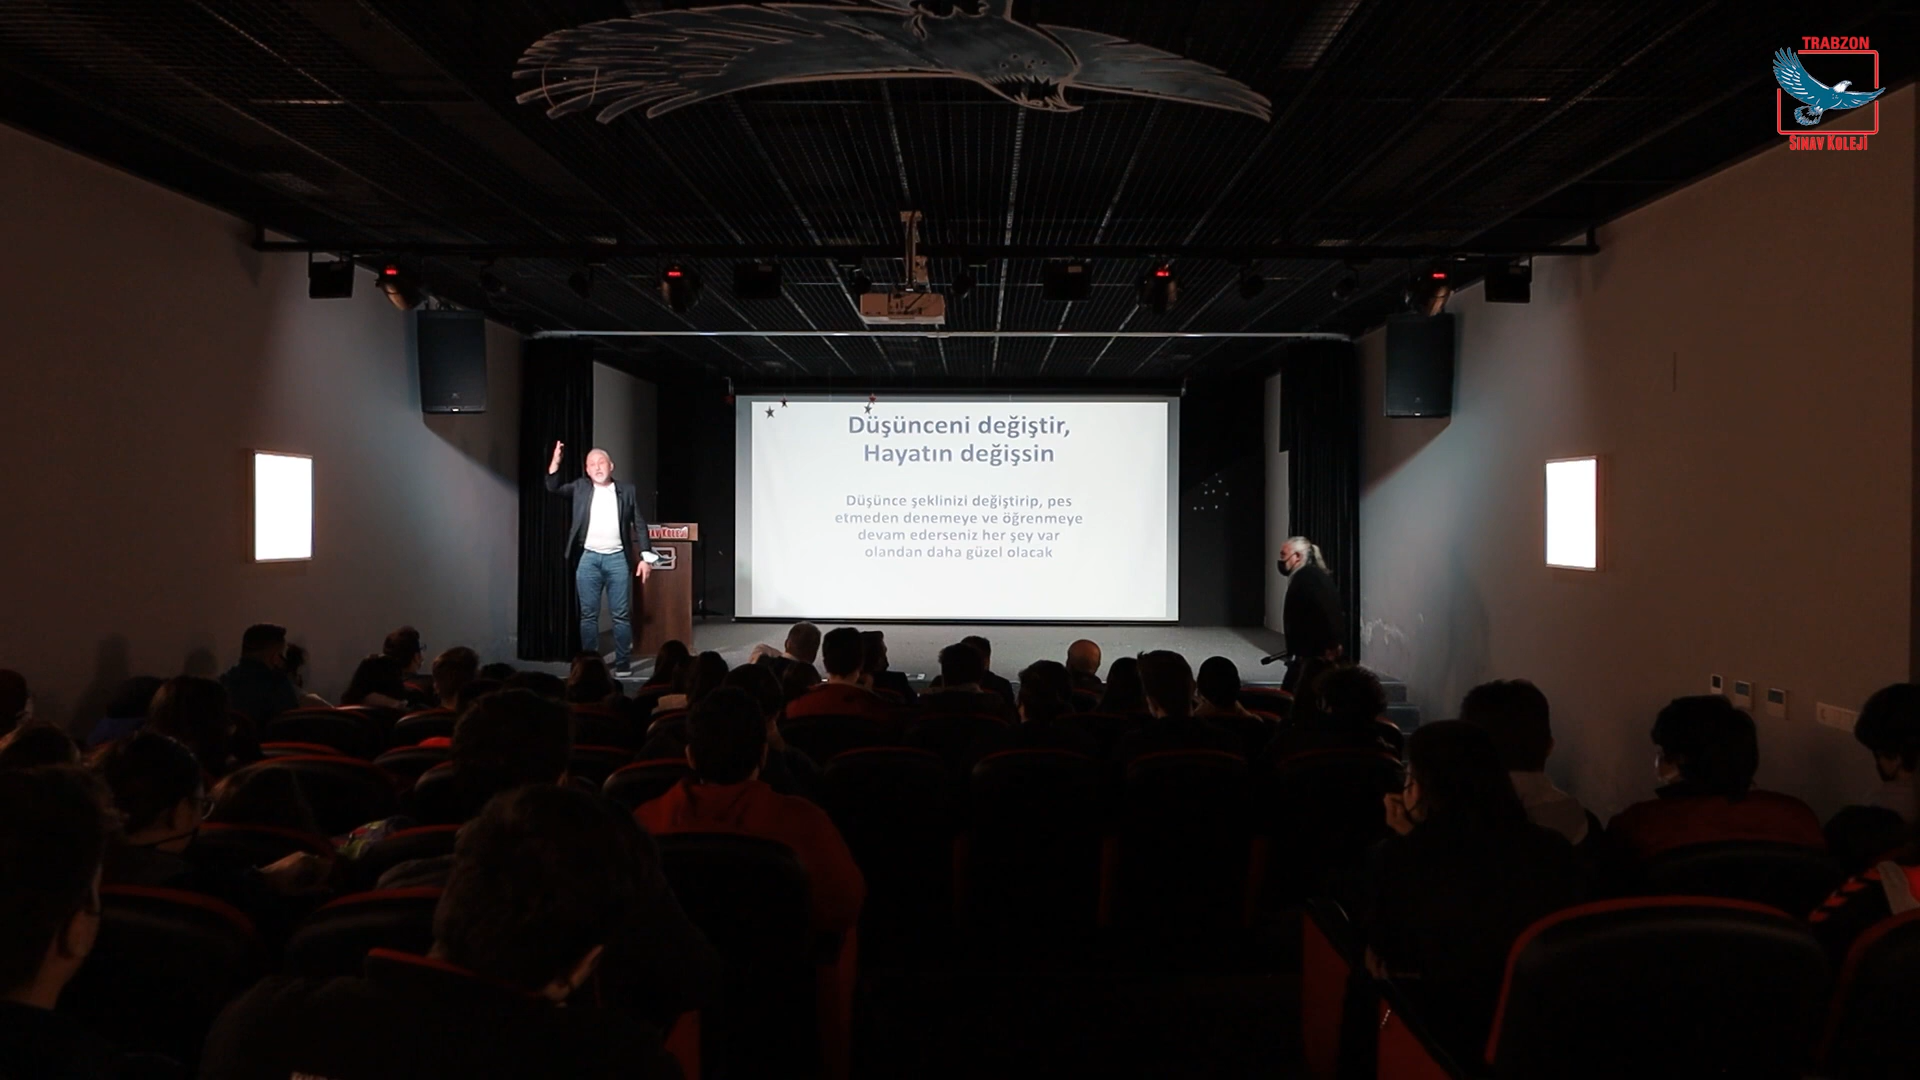 TRABZON
SINAV KOLEJİ
Düşünceni değiştir,
Hayatın değişsin
Düşünce şeklinizi değiştirip, pes
etmeden denemeye ve öğrenmeye
devam ederseniz her şey var
olandan daha güzel olacak
KOLEJİ